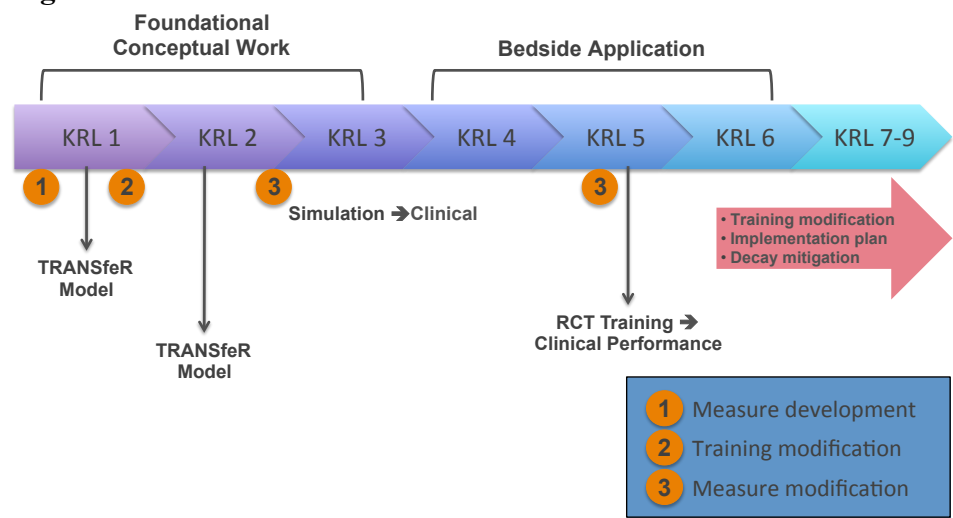 Foundational
Conceptual Work
Bedside Application
KRL 1
KRL 2
KRL 3
KRL 4
KRL 5
KRL 6
KRL 7-9
1
2
3
3
Simulation ➔Clinical
• Training modification
• Implementation plan
• Decay mitigation
TRANSfeR
Model
TRANSfeR
Model
RCT Training ➔
Clinical Performance
1 Measure development
2 Training modification
3 Measure modification